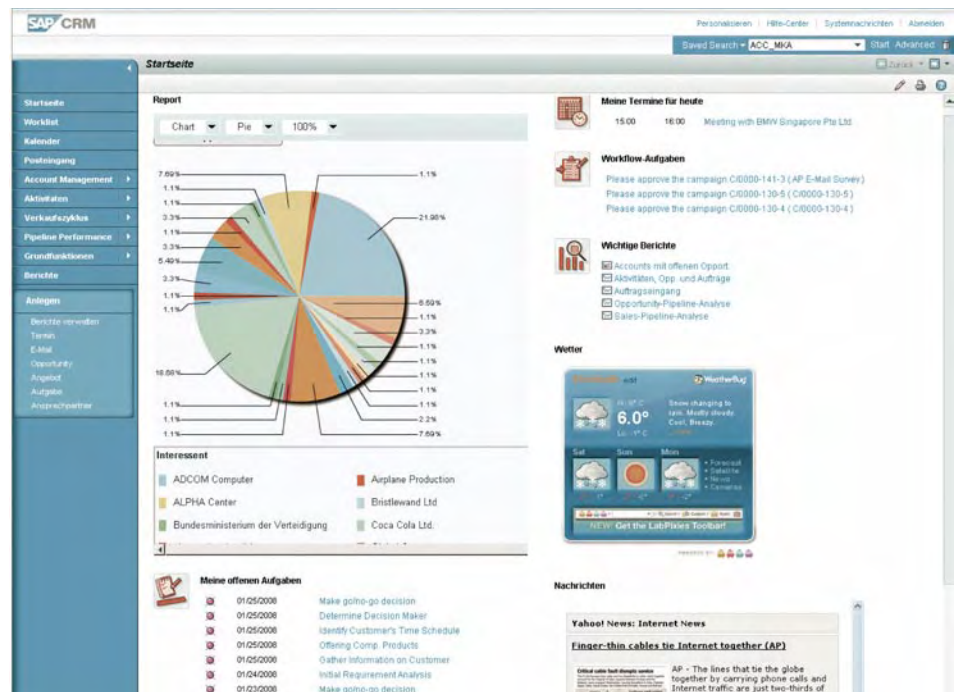 SAP CRM
Personalisieren | Hilfe-Center | Systemnachrichten | Abmelden
Saved Search ACC_MKA Start Advanced
Startseite
Zurück
Startseite
Worklist
Kalender
Posteingang
Account Management
Aktivitäten
Verkaufszyklus
Pipeline Performance
Grundfunktionen
Berichte
Anlegen
Berichte verwalten
Termin
E-Mail
Opportunity
Angebot
Aufgabe
Ansprechpartner
Report
Chart Pie 100%
7.69%
1.1%
1.1%
3.3%
1.1%
3.3%
5.49%
3.3%
1.1%
1.1%
18.68%
1.1%
1.1%
1.1%
1.1%
21.98%
6.59%
1.1%
3.3%
1.1%
1.1%
1.1%
1.1%
1.1%
2.2%
7.69%
Interessent
ADCOM Computer Airplane Production
ALPHA Center Bristlewand Ltd
Bundesministerium der Verteidigung Coca Cola Ltd.
Meine offenen Aufgaben
01/25/2008 Make go/no-go decision
01/25/2008 Determine Decision Maker
01/25/2008 Identify Customer's Time Schedule
01/25/2008 Offering Comp. Products
01/25/2008 Gather Information on Customer
01/24/2008 Initial Requirement Analysis
01/23/2008 Make go/no-go decision
Meine Termine für heute
15:00 16:00 Meeting with BMW Singapore Pte Ltd
Workflow-Aufgaben
Please approve the campaign C/0000-141-3 ( AP E-Mail Survey )
Please approve the campaign C/0000-130-5 ( C/0000-130-5 )
Please approve the campaign C/0000-130-4 ( C/0000-130-4 )
Wichtige Berichte
Accounts mit offenen Opport.
Aktivitäten, Opp. und Aufträge
Auftragseingang
Opportunity-Pipeline-Analyse
Sales-Pipeline-Analyse
Wetter
edit WeatherBug
6.0°
Snow changing to
rain. Mostly cloudy.
Cool, Breezy.
Sat Sun Mon
Forecast
Satellite
News
Cameras
NEW! Get the LabPixies Toolbar!
POWERED BY
Nachrichten
Yahoo! News: Internet News
Finger-thin cables tie Internet together (AP)
Critical cable fault disrupts service
AP - The lines that tie the globe
together by carrying phone calls and
Internet traffic are just two-thirds of